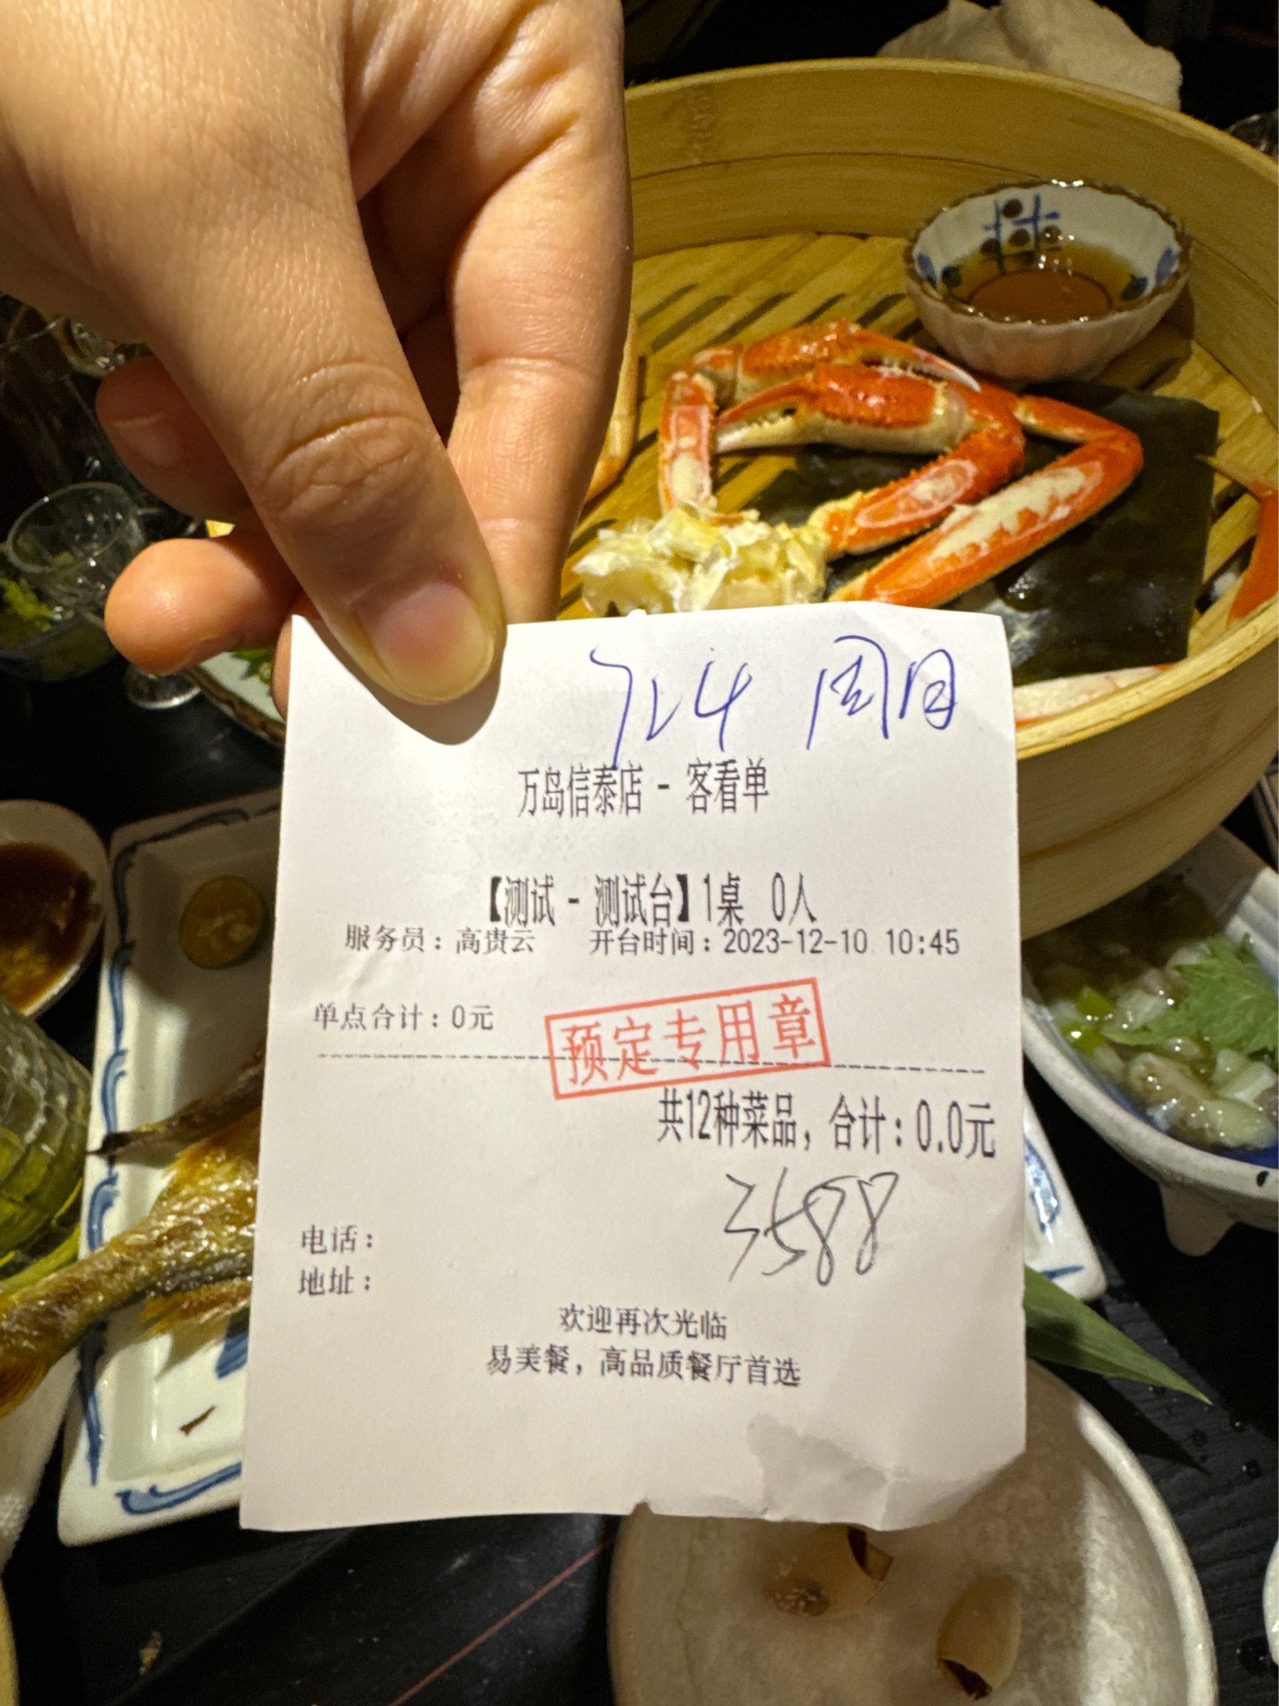 724 周月
万岛信泰店 - 客看单
【测试 - 测试台】1桌 0人
服务员：高贵云 开台时间：2023-12-10 10:45
单点合计：0元
预定专用章
共12种菜品，合计：0.0元
3588
电话：
地址：
欢迎再次光临
易美餐，高品质餐厅首选